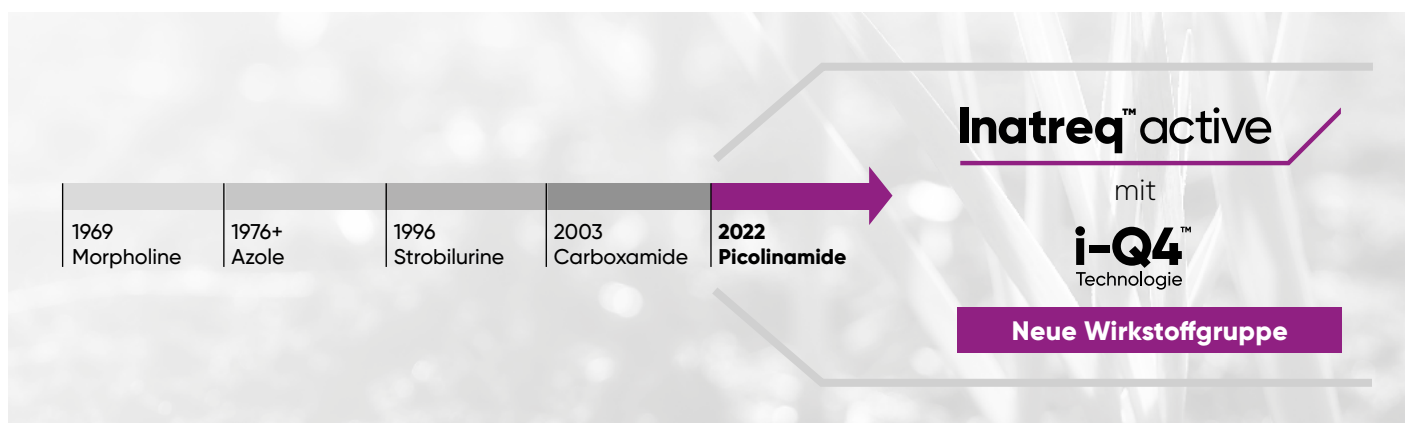 1969
Morpholine
1976+
Azole
1996
Strobilurine
2003
Carboxamide
2022
Picolinamide
Inatreq™ active
mit
i-Q4™
Technologie
Neue Wirkstoffgruppe